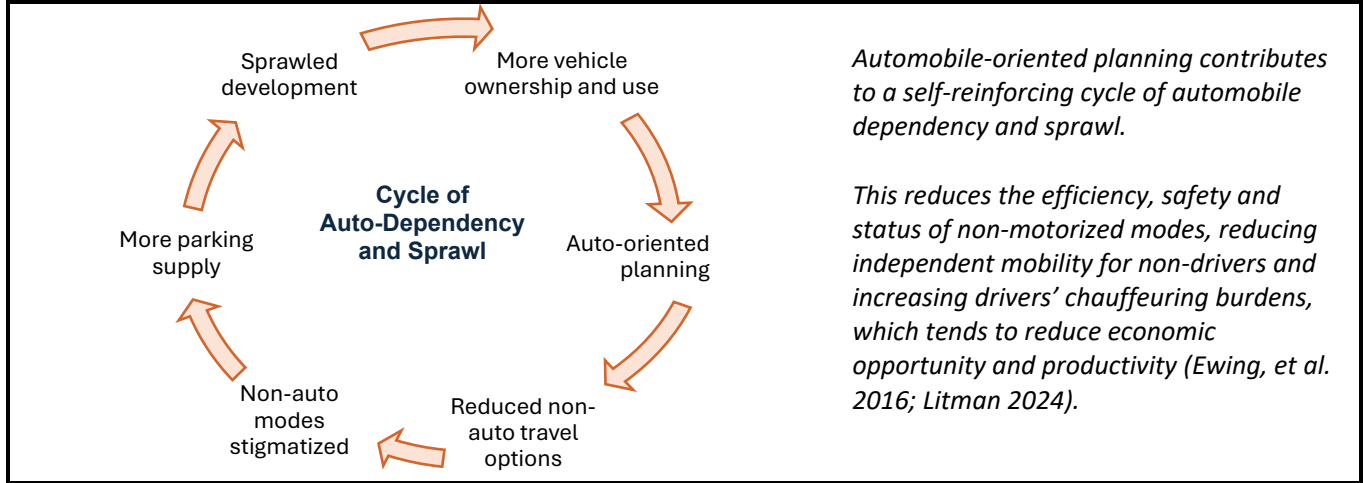 Sprawled
development
More vehicle
ownership and use
Auto-oriented
planning
Reduced non-
auto travel
options
Non-auto
modes
stigmatized
More parking
supply
Cycle of
Auto-Dependency
and Sprawl
Automobile-oriented planning contributes
to a self-reinforcing cycle of automobile
dependency and sprawl.
This reduces the efficiency, safety and
status of non-motorized modes, reducing
independent mobility for non-drivers and
increasing drivers’ chauffeuring burdens,
which tends to reduce economic
opportunity and productivity (Ewing, et al.
2016; Litman 2024).